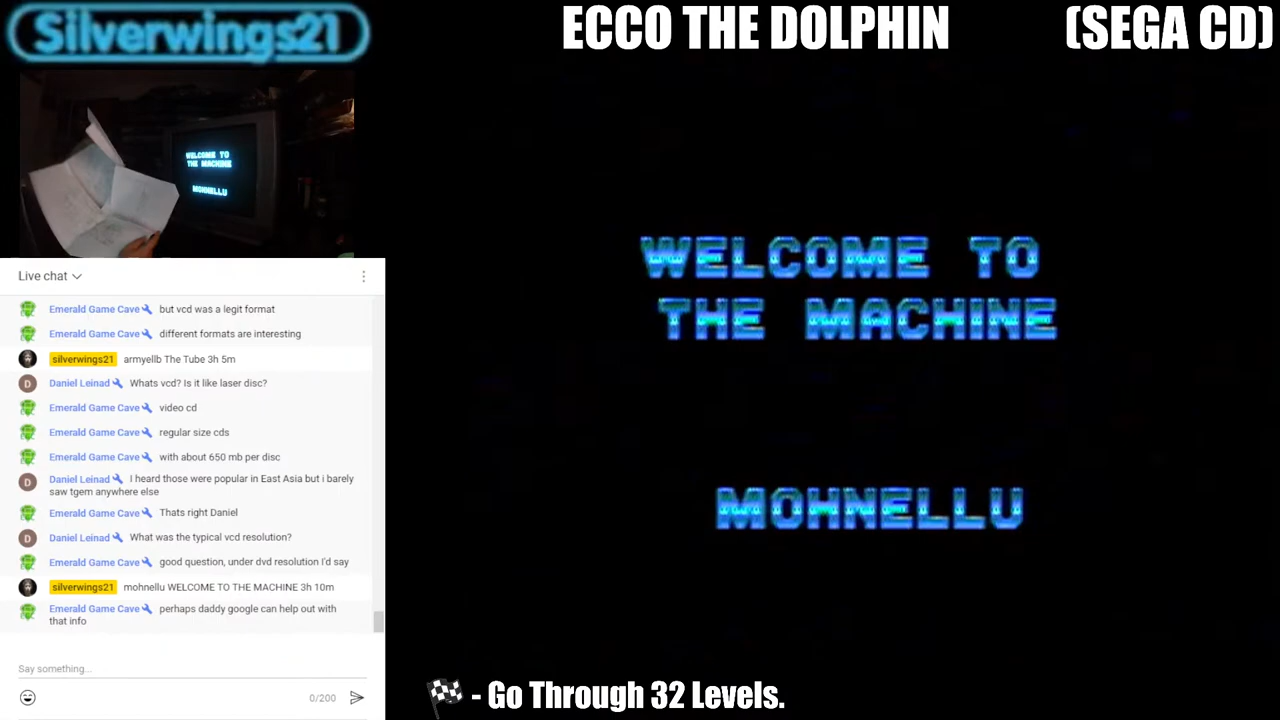 Silverwings21
ECCO THE DOLPHIN (SEGA CD)
WELCOME TO
THE MACHINE
MOHNELLU
Live chat
Emerald Game Cave but vcd was a legit format
Emerald Game Cave different formats are interesting
silverwings21 armyellb The Tube 3h 5m
D Daniel Leinad Whats vcd? Is it like laser disc?
Emerald Game Cave video cd
Emerald Game Cave regular size cds
Emerald Game Cave with about 650 mb per disc
D Daniel Leinad I heard those were popular in East Asia but i barely
saw tgem anywhere else
Emerald Game Cave Thats right Daniel
D Daniel Leinad What was the typical vcd resolution?
Emerald Game Cave good question, under dvd resolution I'd say
silverwings21 mohnellu WELCOME TO THE MACHINE 3h 10m
Emerald Game Cave perhaps daddy google can help out with
that info
Say something...
0/200
WELCOME TO
THE MACHINE
MOHNELLU
- Go Through 32 Levels.